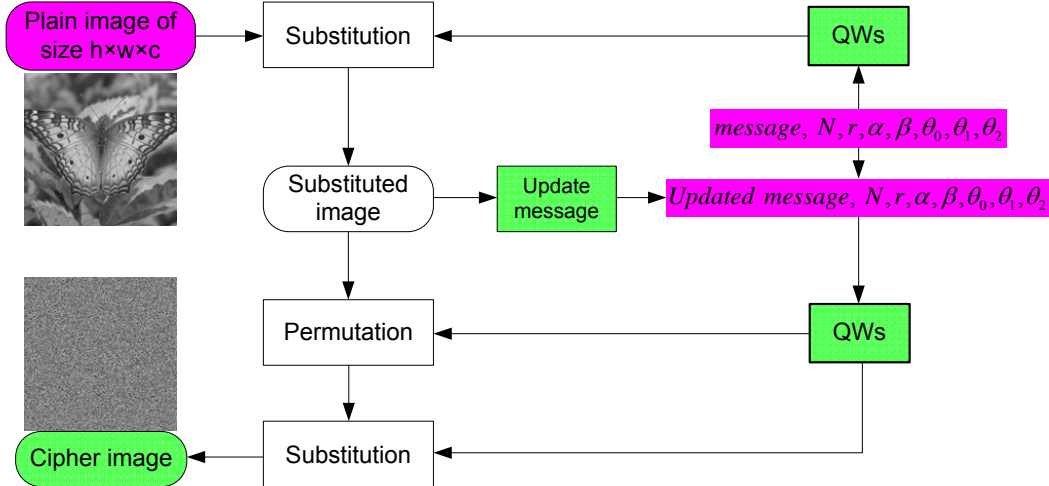 Plain image of
size h×w×c
Substitution
QWs
message, N, r, α, β, θ₀, θ₁, θ₂
Substituted
image
Update
message
Updated message, N, r, α, β, θ₀, θ₁, θ₂
Permutation
QWs
Cipher image
Substitution